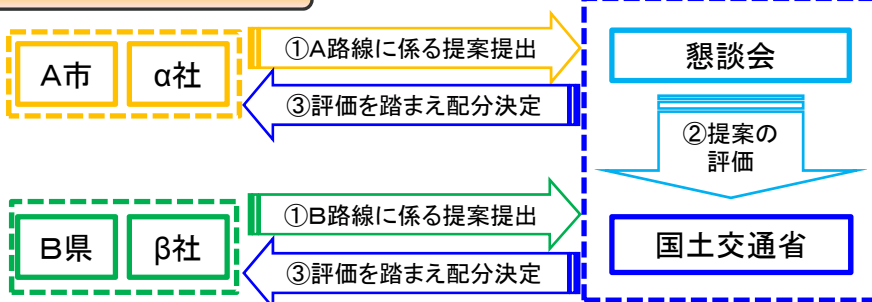 A市
α社
①A路線に係る提案提出
③評価を踏まえ配分決定
懇談会
②提案の
評価
国土交通省
B県
β社
①B路線に係る提案提出
③評価を踏まえ配分決定